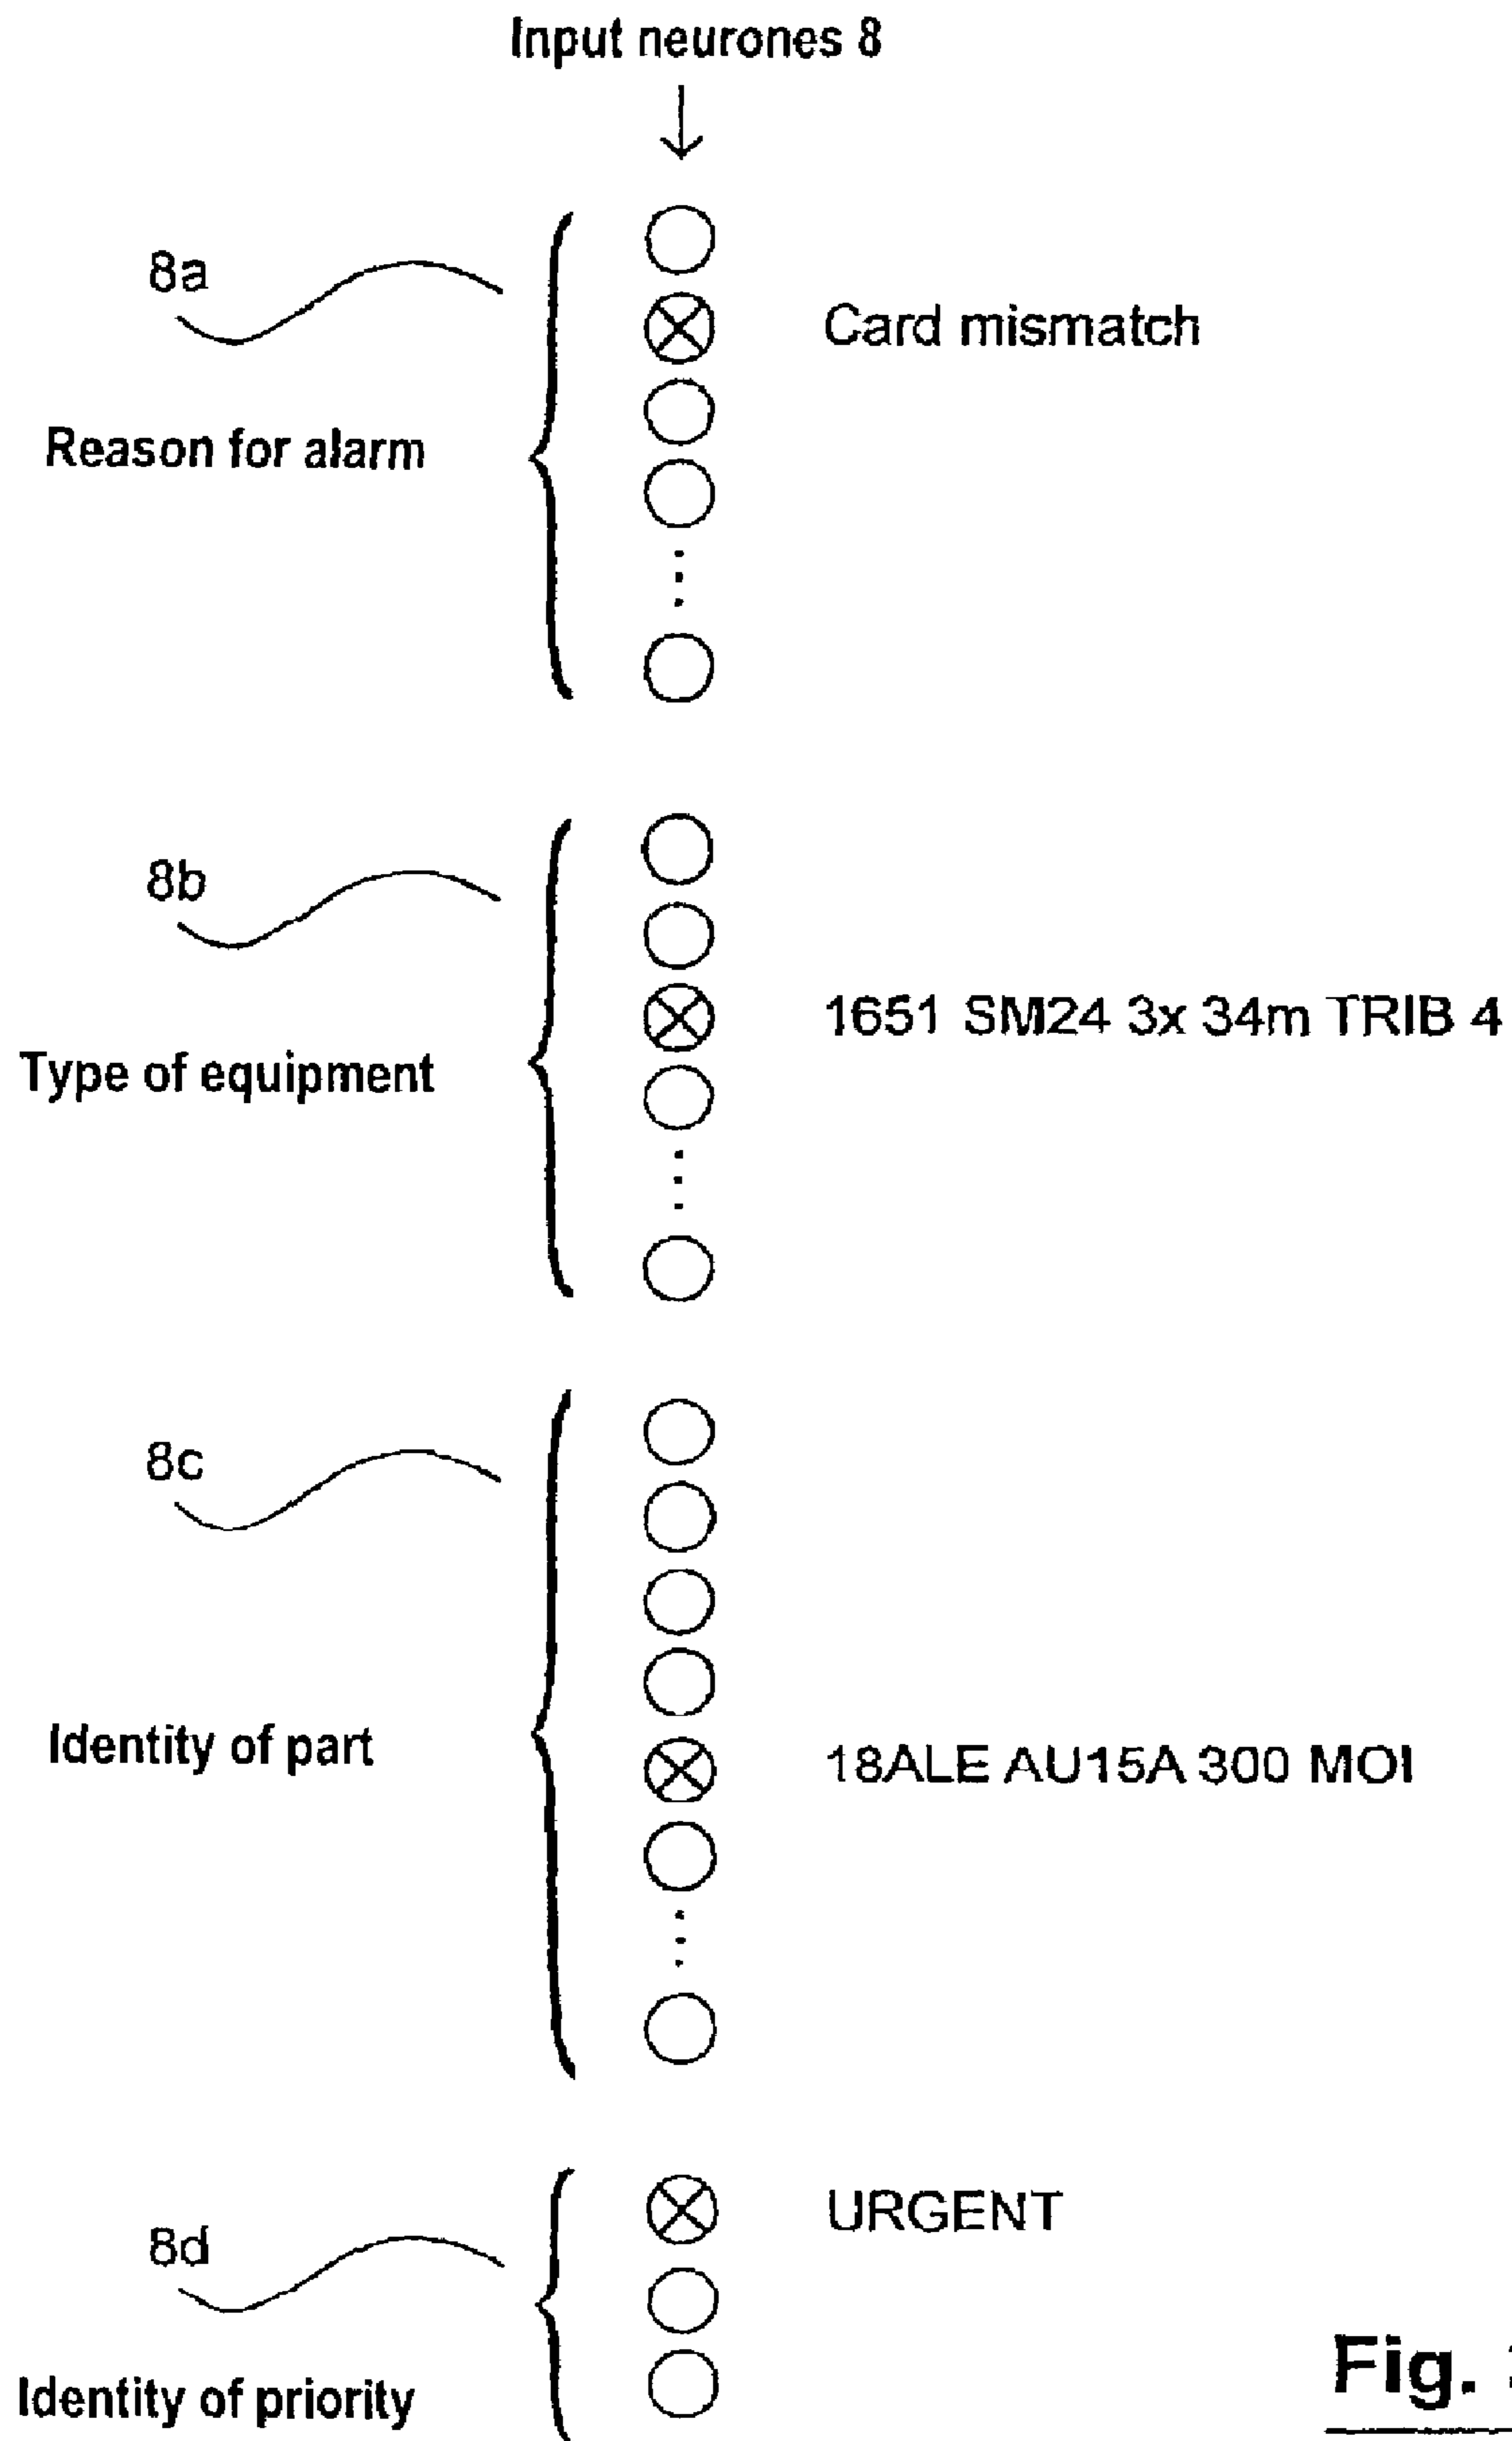 Input neurones 8
8a
Card mismatch
Reason for alarm
8b
1651 SM24 3x 34m TRIB 4
Type of equipment
8c
Identity of part
18ALE AU15A 300 MOI
8d
URGENT
Identity of priority
Fig.